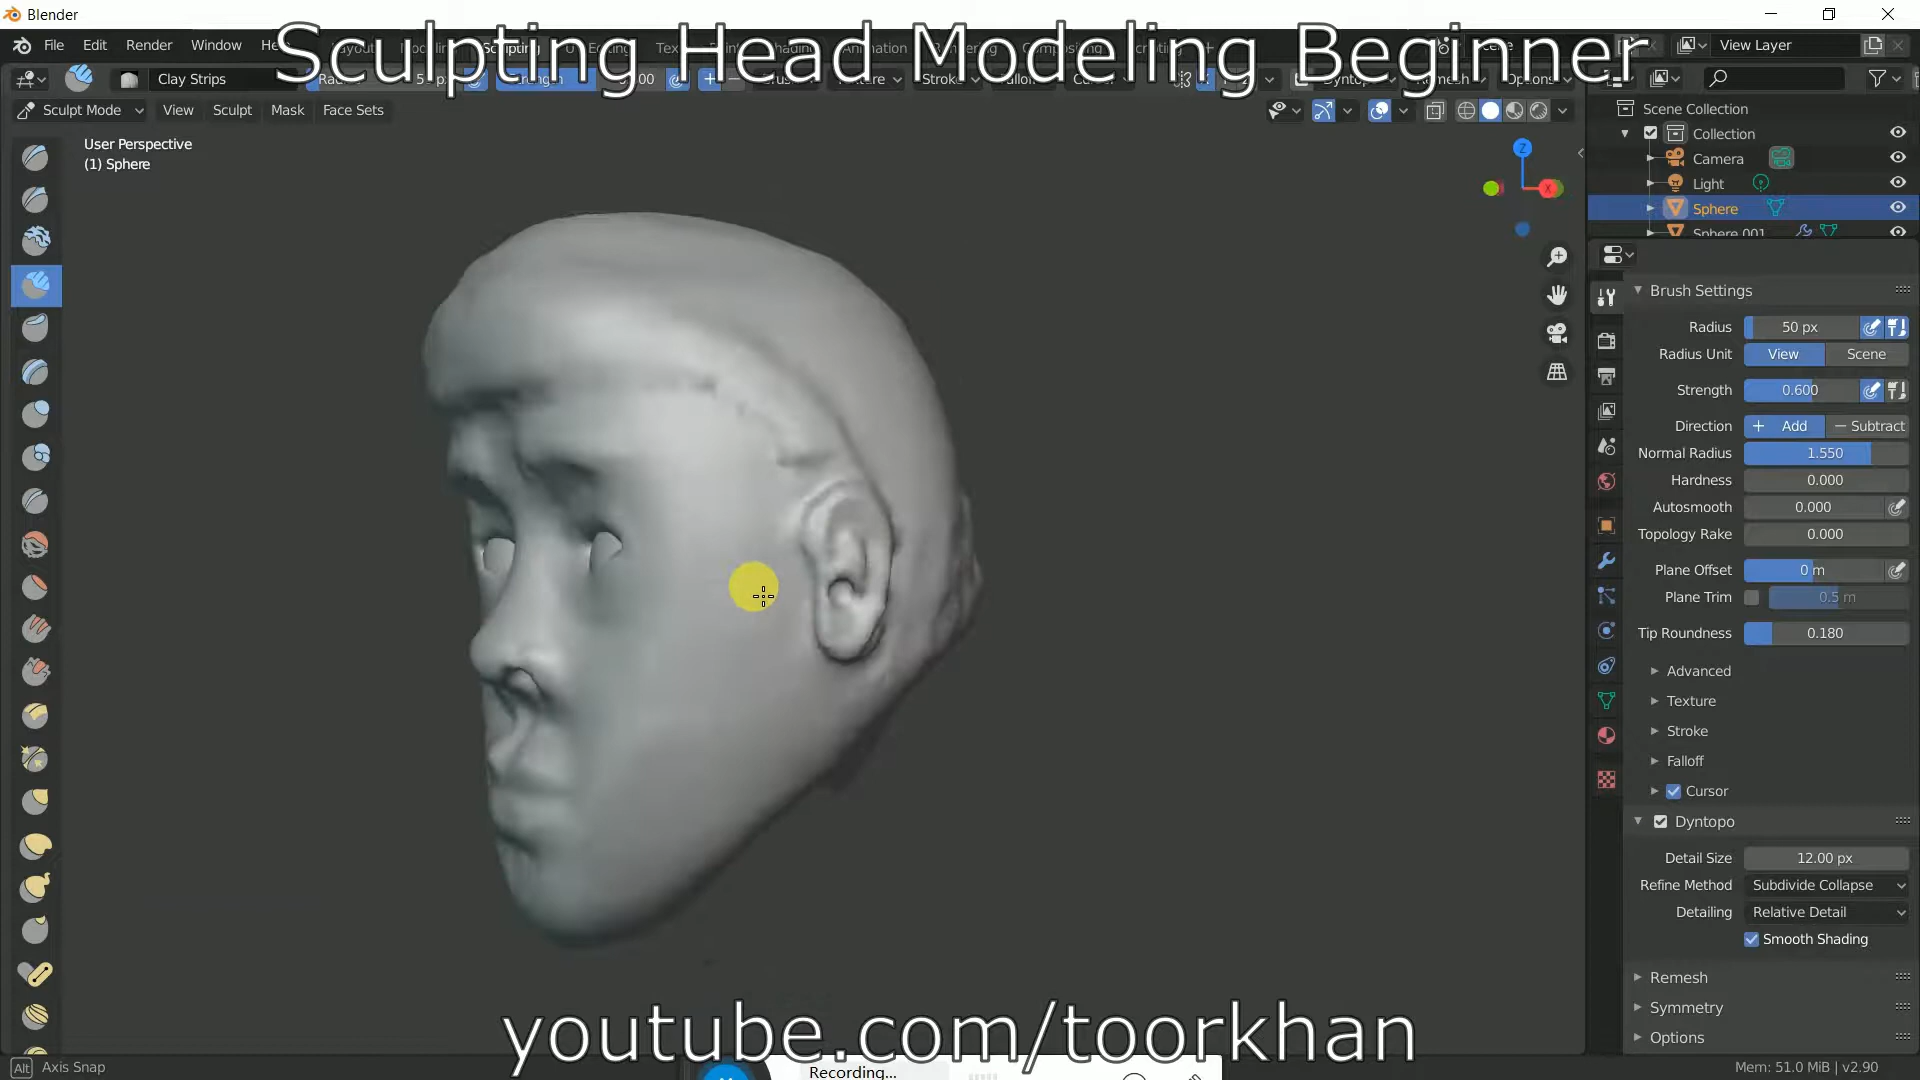 Blender
Sculpting Head Modeling Beginner
File Edit Render Window
View Layer
Clay Strips
Sculpt Mode View Sculpt Mask Face Sets
User Perspective
(1) Sphere
Z
X
Scene Collection
Collection
Camera
Light
Sphere
Sphere.001
Brush Settings
Radius 50 px
Radius Unit View Scene
Strength 0.600
Direction + Add − Subtract
Normal Radius 1.550
Hardness 0.000
Autosmooth 0.000
Topology Rake 0.000
Plane Offset 0 m
Plane Trim 0.5 m
Tip Roundness 0.180
Advanced
Texture
Stroke
Falloff
Cursor
Dyntopo
Detail Size 12.00 px
Refine Method Subdivide Collapse
Detailing Relative Detail
Smooth Shading
Remesh
Symmetry
Options
youtube.com/toorkhan
Alt Axis Snap
Recording...
Mem: 51.0 MiB | v2.90